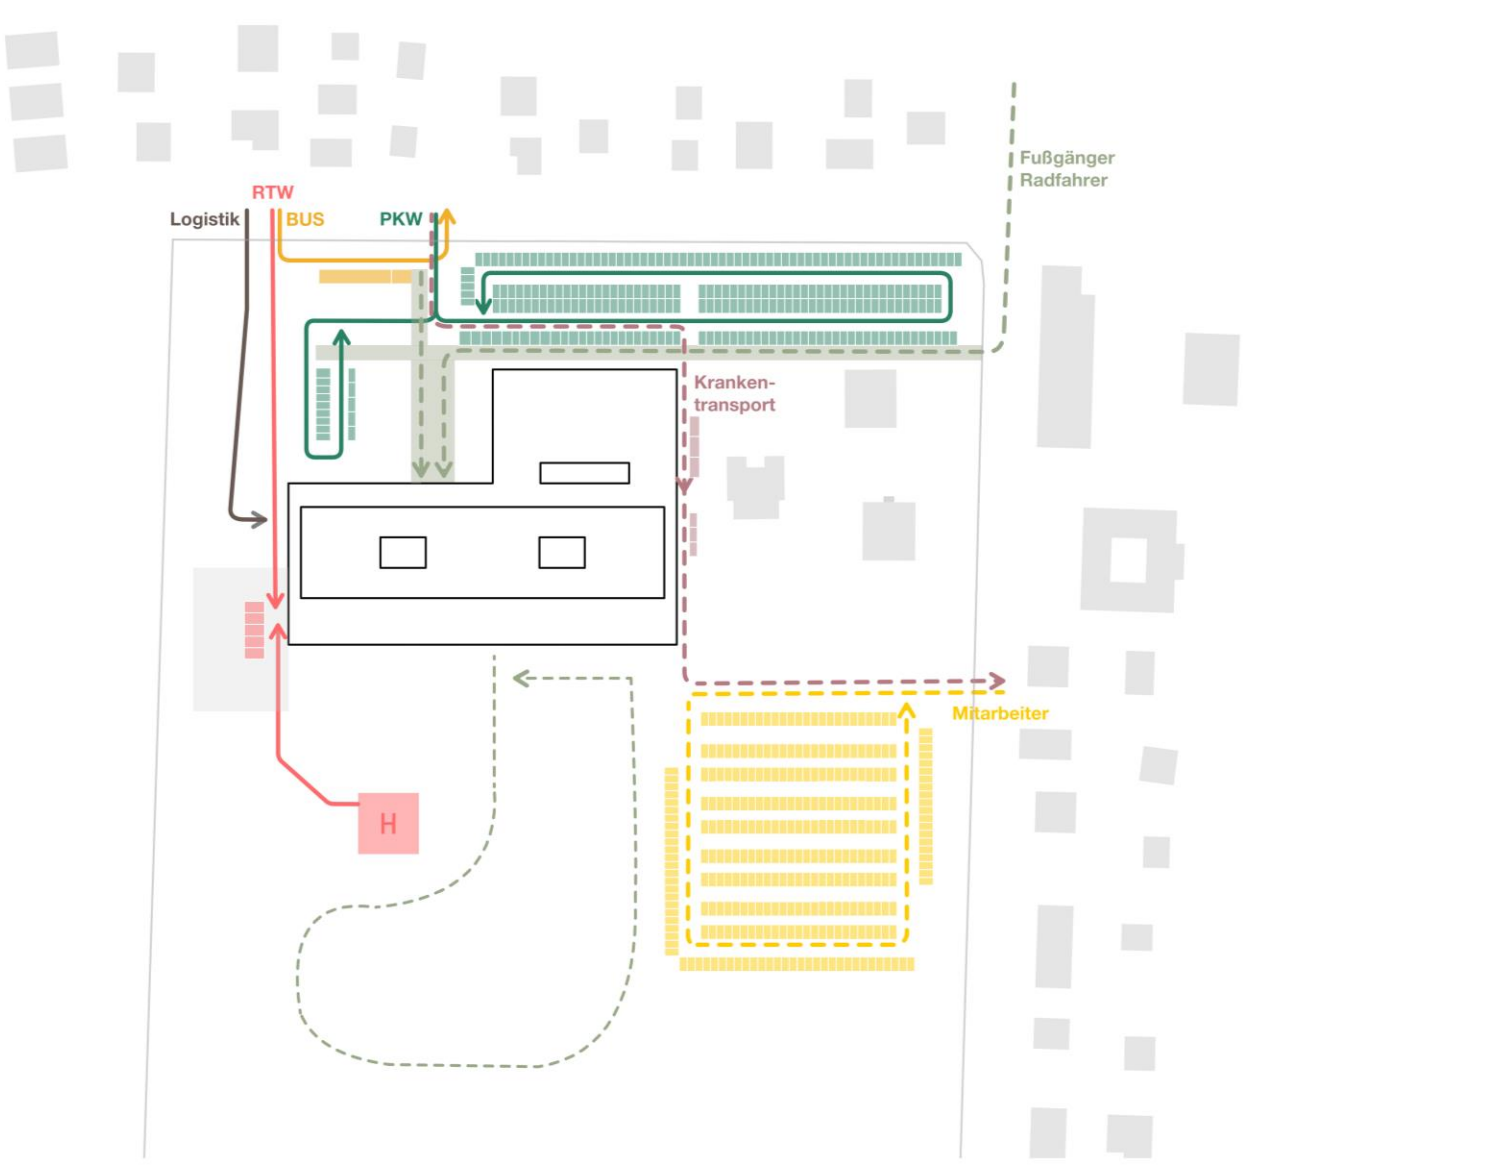 Fußgänger
Radfahrer
RTW
Logistik
BUS
PKW
Kranken-
transport
Mitarbeiter
H